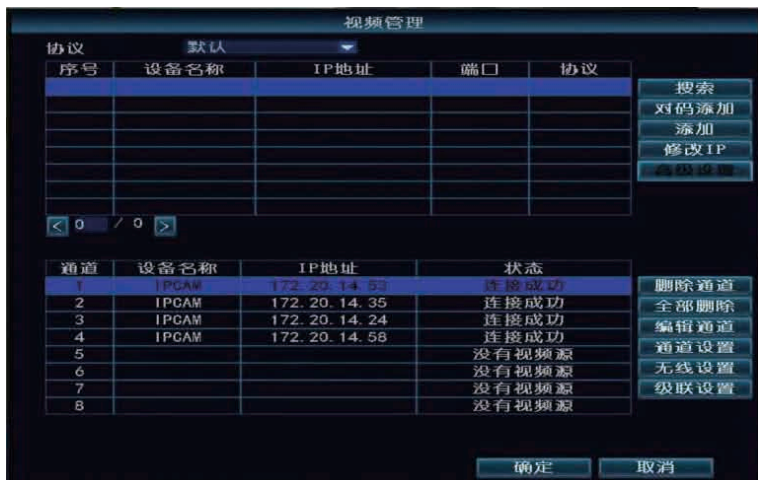 视频管理
协议 默认
序号 设备名称 IP地址 端口 协议
搜索
对码添加
添加
修改IP
高级设置
< 0 / 0 >
通道 设备名称 IP地址 状态
1 IPCAM 172. 20. 14. 53 连接成功 删除通道
2 IPCAM 172. 20. 14. 35 连接成功 全部删除
3 IPCAM 172. 20. 14. 24 连接成功 编辑通道
4 IPCAM 172. 20. 14. 58 连接成功 通道设置
5 没有视频源 无线设置
6 没有视频源 级联设置
7 没有视频源
8 没有视频源
确定 取消